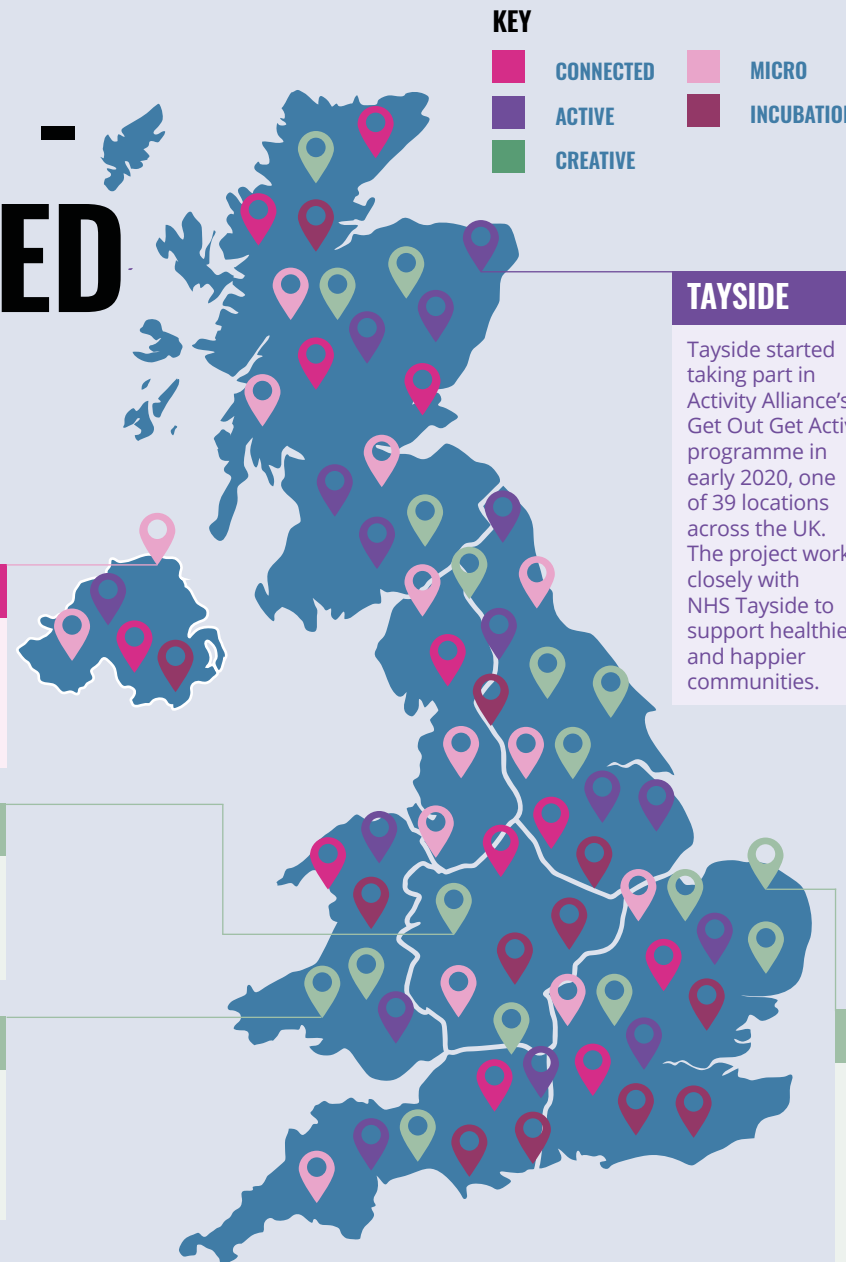 KEY
CONNECTED
MICRO
ACTIVE
INCUBATIO
CREATIVE
ED
TAYSIDE
Tayside started
taking part in
Activity Alliance’s
Get Out Get Activ
programme in
early 2020, one
of 39 locations
across the UK.
The project work
closely with
NHS Tayside to
support healthie
and happier
communities.